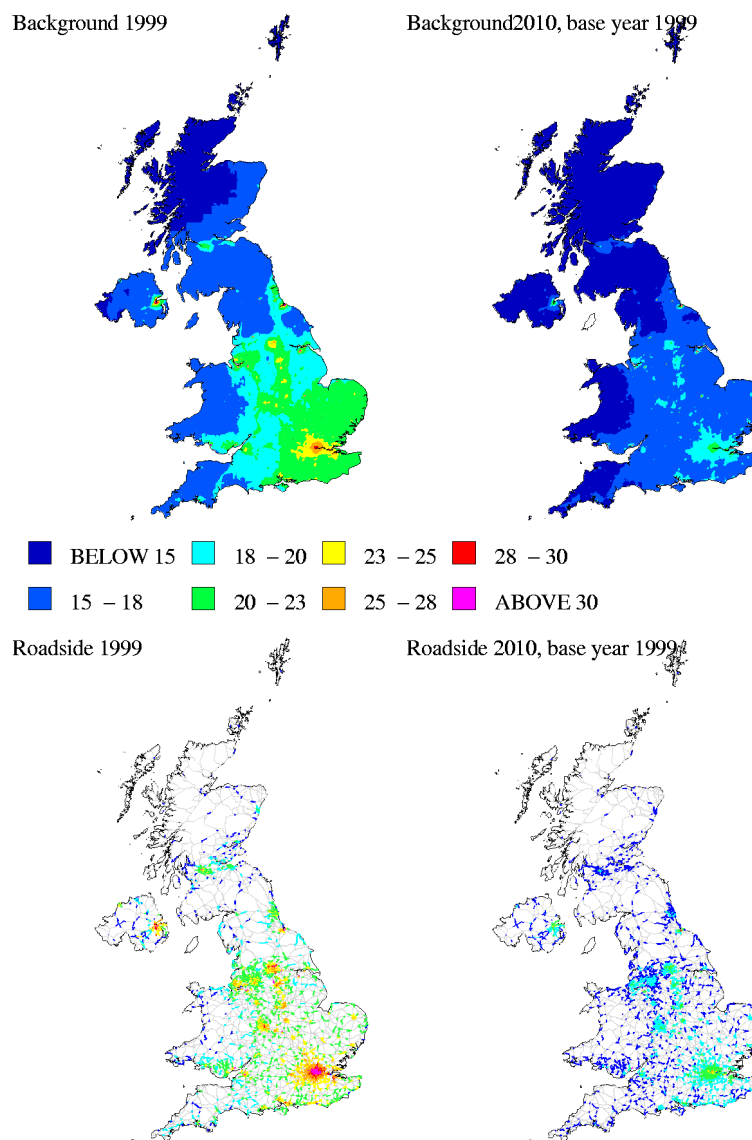 Background 1999
Background2010, base year 1999
BELOW 15
18 – 20
23 – 25
28 – 30
15 – 18
20 – 23
25 – 28
ABOVE 30
Roadside 1999
Roadside 2010, base year 1999